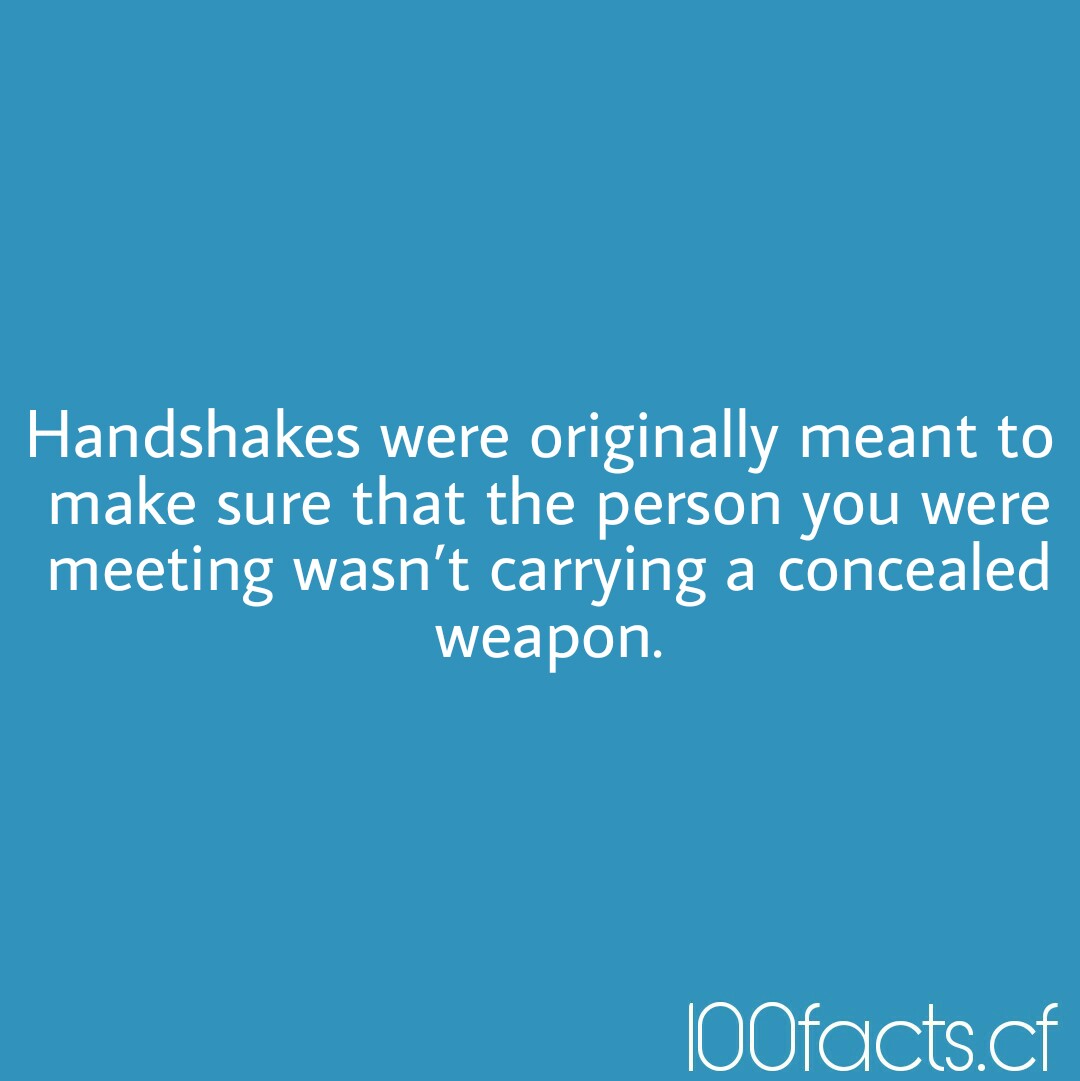 Handshakes were originally meant to
make sure that the person you were
meeting wasn’t carrying a concealed
weapon.
100facts.cf